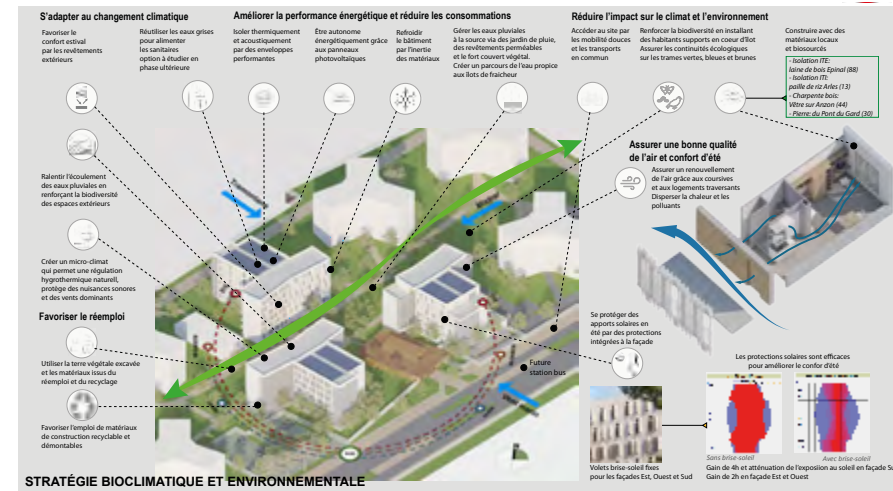 S'adapter au changement climatique
Favoriser le
confort estival
par les revêtements
extérieurs
Réutiliser les eaux grises
pour alimenter
les sanitaires
option à étudier en
phase ultérieure
Améliorer la performance énergétique et réduire les consommations
Isoler thermiquement
et acoustiquement
par des enveloppes
performantes
Être autonome
énergétiquement grâce
aux panneaux
photovoltaïques
Refroidir
le bâtiment
par l'inertie
des matériaux
Gérer les eaux pluviales
à la source via des jardin de pluie,
des revêtements perméables
et le fort couvert végétal.
Créer un parcours de l'eau propice
aux îlots de fraicheur
Réduire l'impact sur le climat et l'environnement
Accéder au site par
les mobilité douces
et les transports
en commun
Renforcer la biodiversité en installant
des habitants supports en coeur d'îlot
Assurer les continuités écologiques
sur les trames vertes, bleues et brunes
Construire avec des
matériaux locaux
et biosourcés
- Isolation ITE:
laine de bois Epinal (88)
- Isolation ITI:
paille de riz Arles (13)
- Charpente bois:
Vêtre sur Anzon (44)
- Pierre: du Pont du Gard (30)
Ralentir l'écoulement
des eaux pluviales en
renforçant la biodiversité
des espaces extérieurs
Créer un micro-climat
qui permet une régulation
hygrothermique naturel,
protège des nuisances sonores
et des vents dominants
Favoriser le réemploi
Utiliser la terre végétale excavée
et les matériaux issus du
réemploi et du recyclage
Favoriser l'emploi de matériaux
de construction recyclable et
démontables
Assurer une bonne qualité
de l'air et confort d'été
Assurer un renouvellement
de l'air grâce aux coursives
et aux logements traversants
Disperser la chaleur et les
polluants
Se protéger des
apports solaires en
été par des protections
intégrées à la façade
Future
station bus
Les protections solaires sont efficaces
pour améliorer le confor d'été
Sans brise-soleil
Avec brise-soleil
Volets brise-soleil fixes
pour les façades Est, Ouest et Sud
Gain de 4h et atténuation de l'exposition au soleil en façade Su
Gain de 2h en façade Est et Ouest
STRATÉGIE BIOCLIMATIQUE ET ENVIRONNEMENTALE